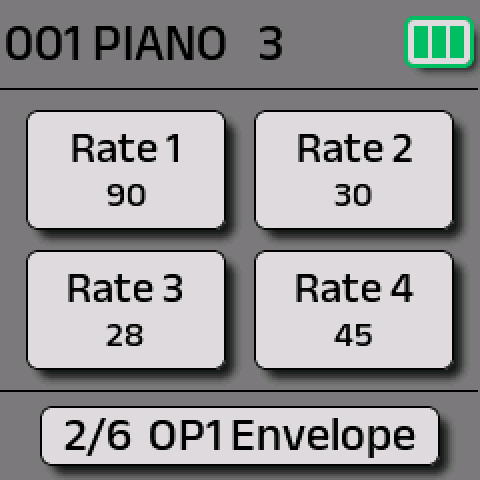 001 PIANO 3
Rate 1
90
Rate 2
30
Rate 3
28
Rate 4
45
2/6 OP1 Envelope